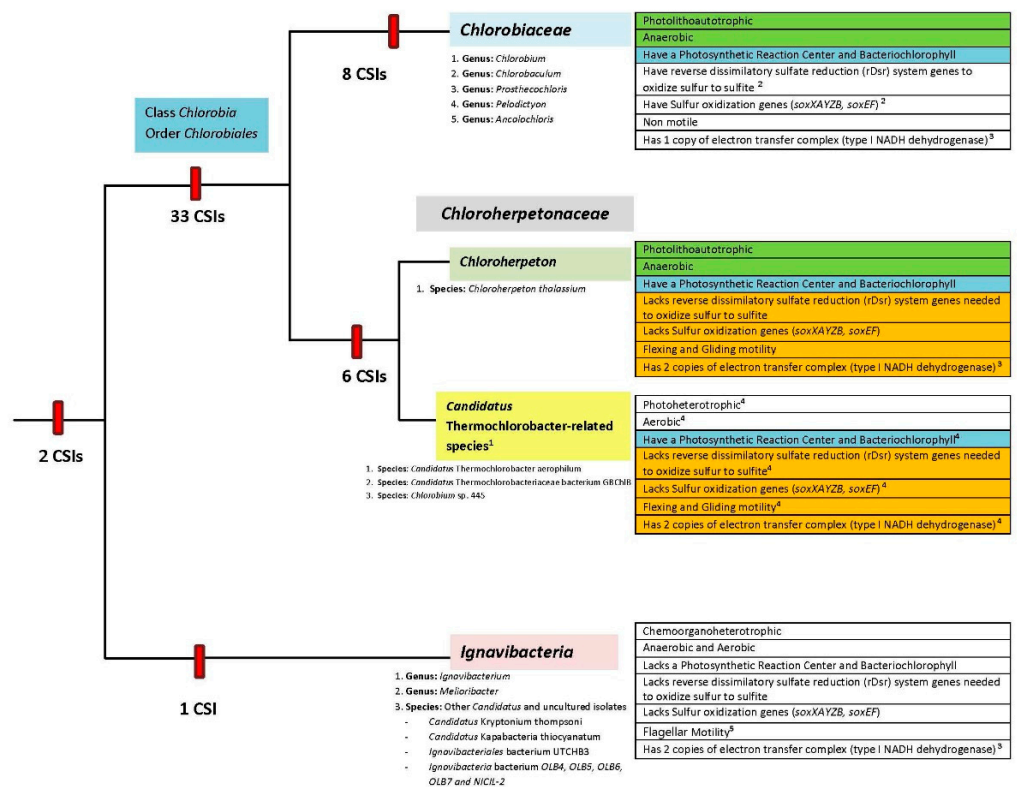 Chlorobiaceae
8 CSIs
1. Genus: Chlorobium
2. Genus: Chlorobaculum
3. Genus: Prosthecochloris
4. Genus: Pelodictyon
5. Genus: Ancalochloris
Photolithoautotrophic
Anaerobic
Have a Photosynthetic Reaction Center and Bacteriochlorophyll
Have reverse dissimilatory sulfate reduction (rDsr) system genes to
oxidize sulfur to sulfite ²
Have Sulfur oxidization genes (soxXAYZB, soxEF) ²
Non motile
Has 1 copy of electron transfer complex (type I NADH dehydrogenase) ³
Class Chlorobia
Order Chlorobiales
33 CSIs
Chloroherpetonaceae
Chloroherpeton
1. Species: Chloroherpeton thalassium
Photolithoautotrophic
Anaerobic
Have a Photosynthetic Reaction Center and Bacteriochlorophyll
Lacks reverse dissimilatory sulfate reduction (rDsr) system genes needed
to oxidize sulfur to sulfite
Lacks Sulfur oxidization genes (soxXAYZB, soxEF)
Flexing and Gliding motility
Has 2 copies of electron transfer complex (type I NADH dehydrogenase) ³
6 CSIs
Candidatus
Thermochlorobacter-related
species¹
1. Species: Candidatus Thermochlorobacter aerophilum
2. Species: Candidatus Thermochlorobacteriaceae bacterium GBChlB
3. Species: Chlorobium sp. 445
Photoheterotrophic⁴
Aerobic⁴
Have a Photosynthetic Reaction Center and Bacteriochlorophyll⁴
Lacks reverse dissimilatory sulfate reduction (rDsr) system genes needed
to oxidize sulfur to sulfite⁴
Lacks Sulfur oxidization genes (soxXAYZB, soxEF) ⁴
Flexing and Gliding motility⁴
Has 2 copies of electron transfer complex (type I NADH dehydrogenase) ⁴
2 CSIs
Ignavibacteria
1 CSI
1. Genus: Ignavibacterium
2. Genus: Melioribacter
3. Species: Other Candidatus and uncultured isolates
- Candidatus Kryptonium thompsoni
- Candidatus Kapabacteria thiocyanatum
- Ignavibacteriales bacterium UTCHB3
- Ignavibacteria bacterium OLB4, OLB5, OLB6,
OLB7 and NICIL-2
Chemoorganoheterotrophic
Anaerobic and Aerobic
Lacks a Photosynthetic Reaction Center and Bacteriochlorophyll
Lacks reverse dissimilatory sulfate reduction (rDsr) system genes needed
to oxidize sulfur to sulfite
Lacks Sulfur oxidization genes (soxXAYZB, soxEF)
Flagellar Motility⁵
Has 2 copies of electron transfer complex (type I NADH dehydrogenase) ³